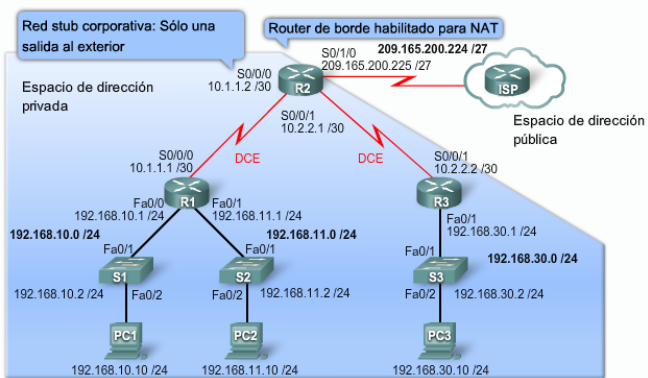 Red stub corporativa: Sólo una
salida al exterior
Router de borde habilitado para NAT
209.165.200.224 /27
S0/1/0
209.165.200.225 /27
S0/0/0
10.1.1.2 /30
R2
ISP
Espacio de dirección
privada
Espacio de dirección
pública
S0/0/1
10.2.2.1 /30
DCE
DCE
S0/0/0
10.1.1.1 /30
S0/0/1
10.2.2.2 /30
R1
R3
Fa0/0
192.168.10.1 /24
Fa0/1
192.168.11.1 /24
Fa0/1
192.168.30.1 /24
192.168.10.0 /24
192.168.11.0 /24
192.168.30.0 /24
Fa0/1
Fa0/1
Fa0/1
S1
S2
S3
192.168.10.2 /24
Fa0/2
Fa0/2
192.168.11.2 /24
Fa0/2
192.168.30.2 /24
PC1
PC2
PC3
192.168.10.10 /24
192.168.11.10 /24
192.168.30.10 /24